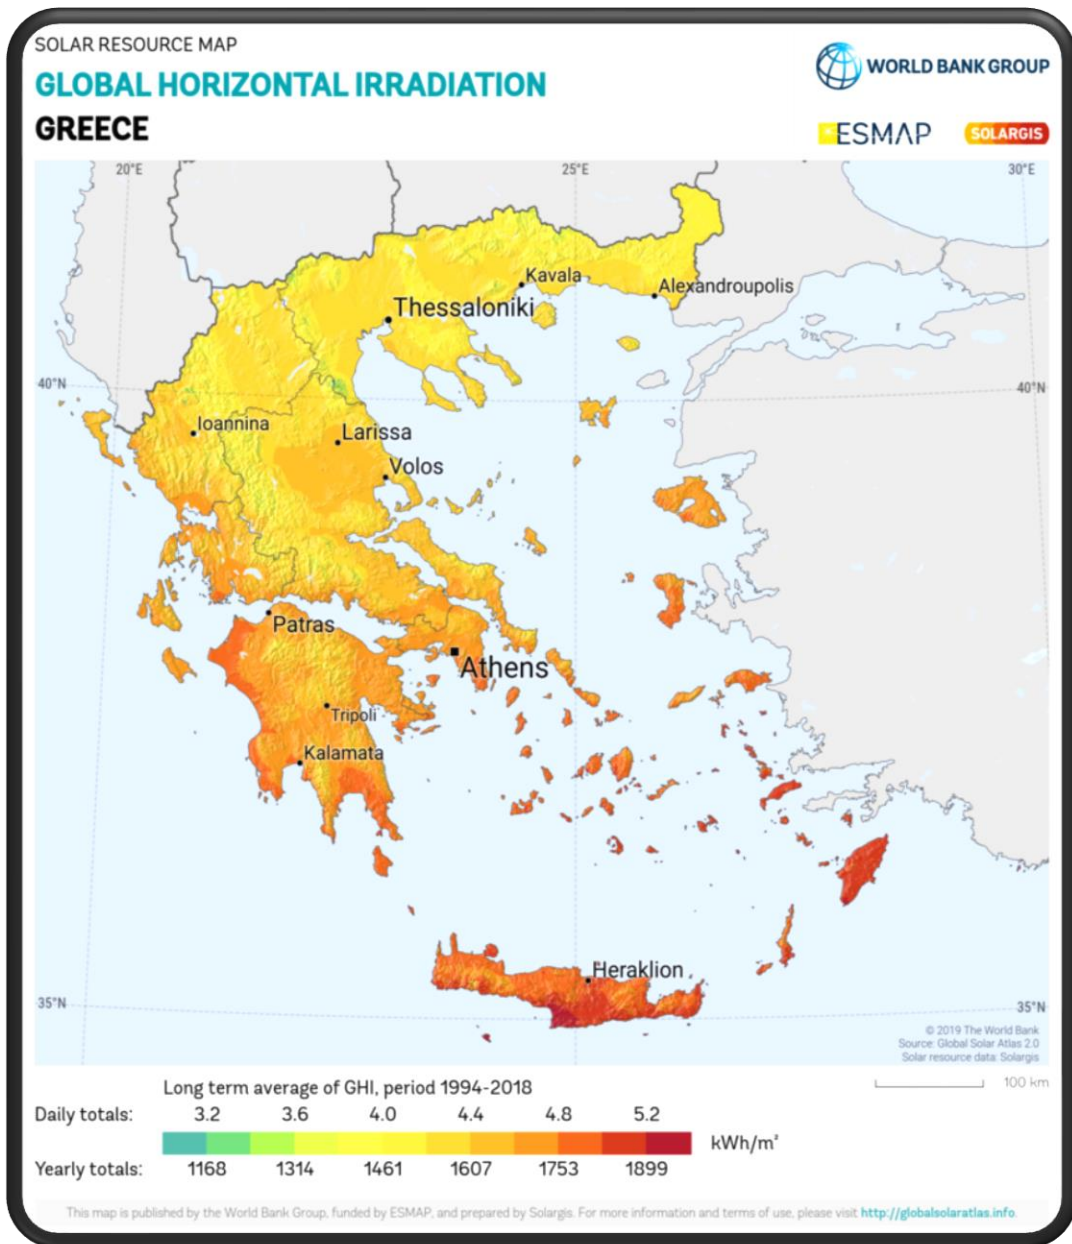 SOLAR RESOURCE MAP
GLOBAL HORIZONTAL IRRADIATION
GREECE
WORLD BANK GROUP
ESMAP
SOLARGIS
20°E 25°E 30°E
Kavala
Alexandroupolis
Thessaloniki
40°N 40°N
Ioannina
Larissa
Volos
Patras
Athens
Tripoli
Kalamata
Heraklion
35°N 35°N
© 2019 The World Bank
Source: Global Solar Atlas 2.0
Solar resource data: Solargis
100 km
Long term average of GHI, period 1994-2018
Daily totals: 3.2 3.6 4.0 4.4 4.8 5.2
kWh/m²
Yearly totals: 1168 1314 1461 1607 1753 1899
This map is published by the World Bank Group, funded by ESMAP, and prepared by Solargis. For more information and terms of use, please visit http://globalsolaratlas.info.